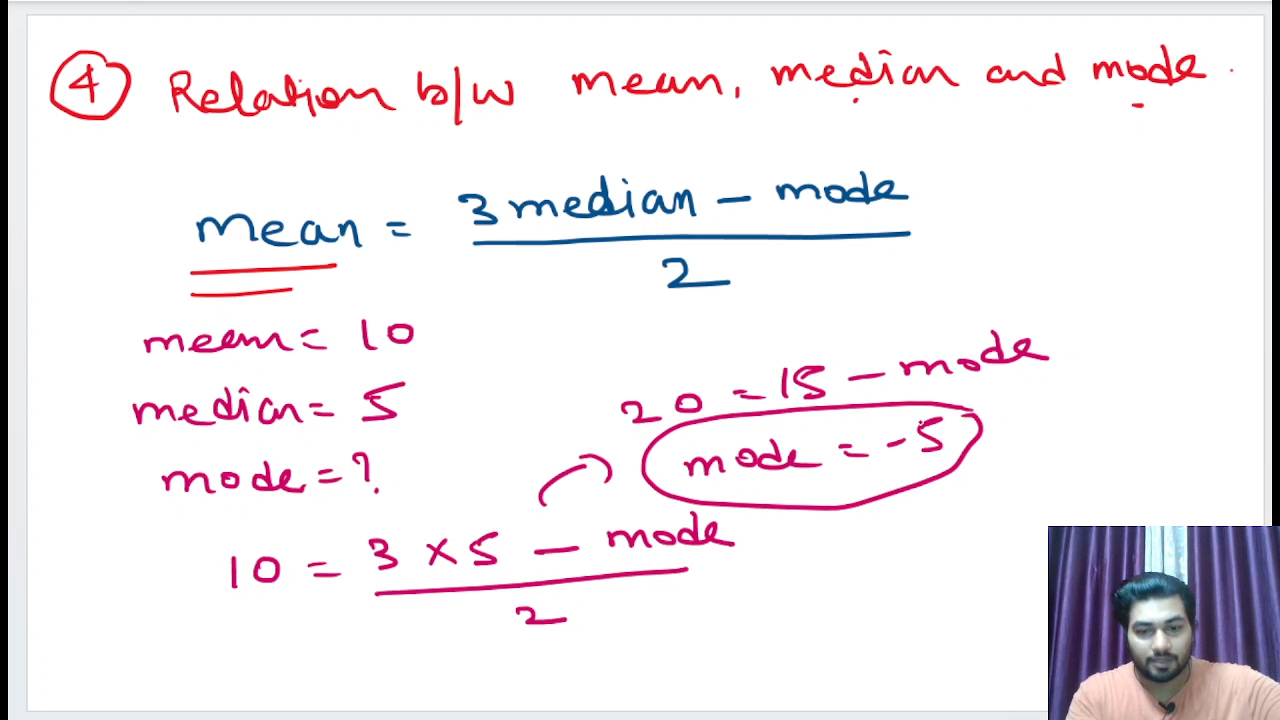 4 Relation b/w mean, median and mode.
mean = 3 median - mode
2
mean = 10
median = 5
mode = ?
10 = 3 × 5 - mode
2
20 = 15 - mode
mode = -5